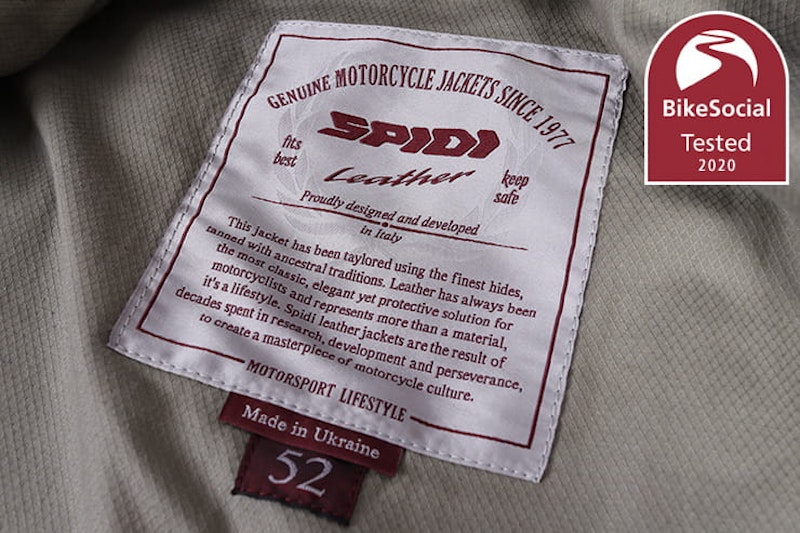 GENUINE MOTORCYCLE JACKETS SINCE 1977
SPIDI
fits
best
Leather
keep
safe
Proudly designed and developed
in Italy
This jacket has been taylored using the finest hides,
tanned with ancestral traditions. Leather has always been
the most classic, elegant yet protective solution for
motorcyclists and represents more than a material,
it's a lifestyle. Spidi leather jackets are the result of
decades spent in research, development and perseverance,
to create a masterpiece of motorcycle culture.
MOTORSPORT LIFESTYLE
Made in Ukraine
52
BikeSocial
Tested
2020